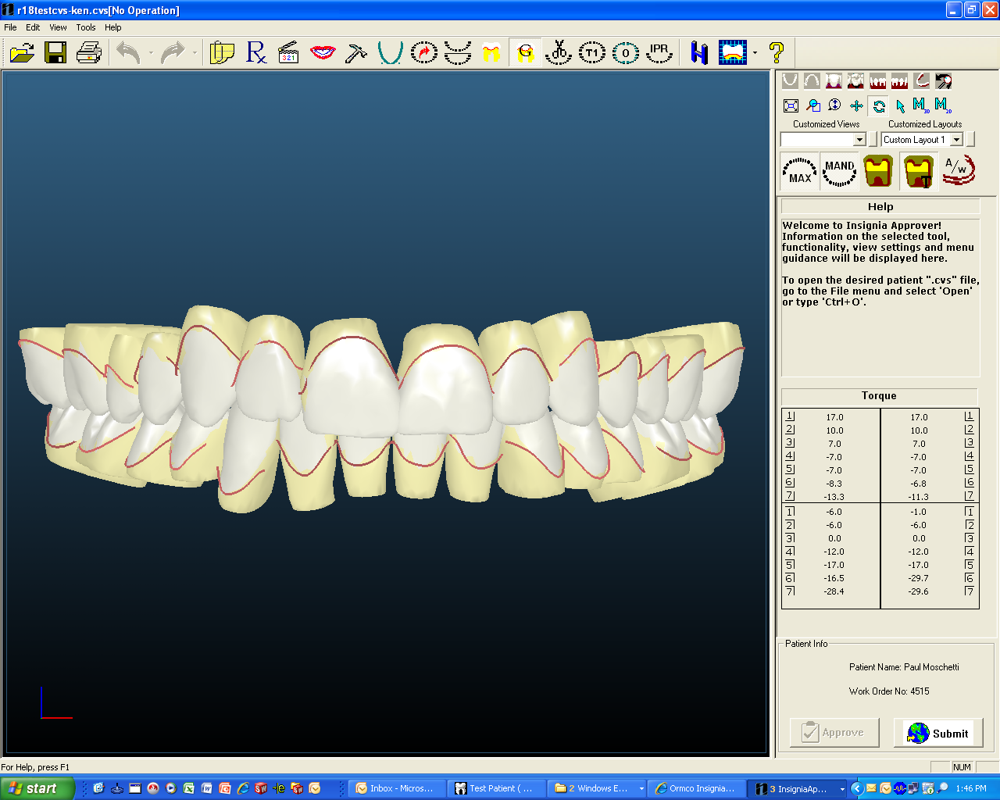 r18testcvs-ken.cvs[No Operation]
File Edit View Tools Help
Rx 321 T1 0 IPR ?
M3D M2D
Customized Views Customized Layouts
Custom Layout 1
MAX MAND T A/W
Help
Welcome to Insignia Approver!
Information on the selected tool,
functionality, view settings and menu
guidance will be displayed here.
To open the desired patient ".cvs" file,
go to the File menu and select 'Open'
or type 'Ctrl+O'.
Torque
1 17.0 17.0 1
2 10.0 10.0 2
3 7.0 7.0 3
4 -7.0 -7.0 4
5 -7.0 -7.0 5
6 -8.3 -6.8 6
7 -13.3 -11.3 7
1 -6.0 -1.0 1
2 -6.0 -6.0 2
3 0.0 0.0 3
4 -12.0 -12.0 4
5 -17.0 -17.0 5
6 -16.5 -29.7 6
7 -28.4 -29.6 7
Patient Info
Patient Name: Paul Moschetti
Work Order No: 4515
Approve Submit
For Help, press F1 NUM
start Inbox - Micros... Test Patient ( ... 2 Windows E... Ormco Insignia... 3 InsigniaAp... 1:46 PM